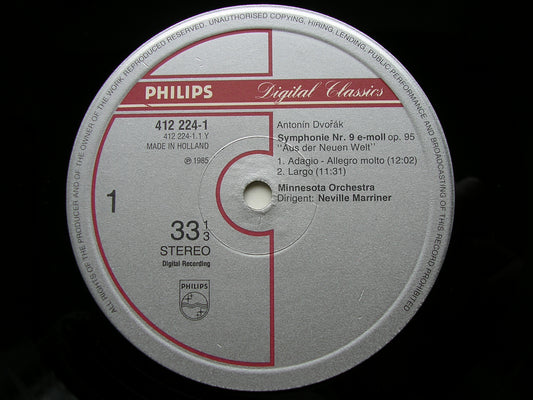 ALL RIGHTS OF THE PRODUCER AND OF THE OWNER OF THE WORK REPRODUCED RESERVED. UNAUTHORISED COPYING, HIRING, LENDING, PUBLIC PERFORMANCE AND BROADCASTING OF THIS RECORD PROHIBITED
PHILIPS Digital Classics
412 224-1
412 224-1.1 Y
MADE IN HOLLAND
℗ 1985
1
33 1/3
STEREO
Digital Recording
PHILIPS
Antonín Dvořák
Symphonie Nr. 9 e-moll op. 95
"Aus der Neuen Welt"
1. Adagio - Allegro molto (12:02)
2. Largo (11:31)
Minnesota Orchestra
Dirigent: Neville Marriner